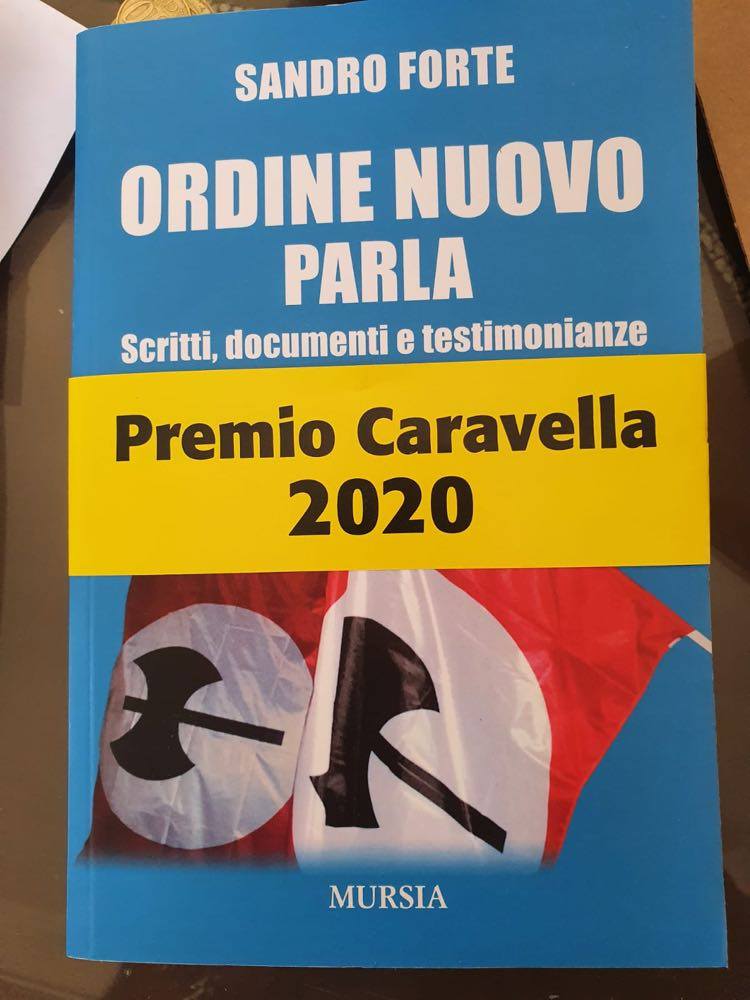 SANDRO FORTE
ORDINE NUOVO
PARLA
Scritti, documenti e testimonianze
Premio Caravella
2020
MURSIA